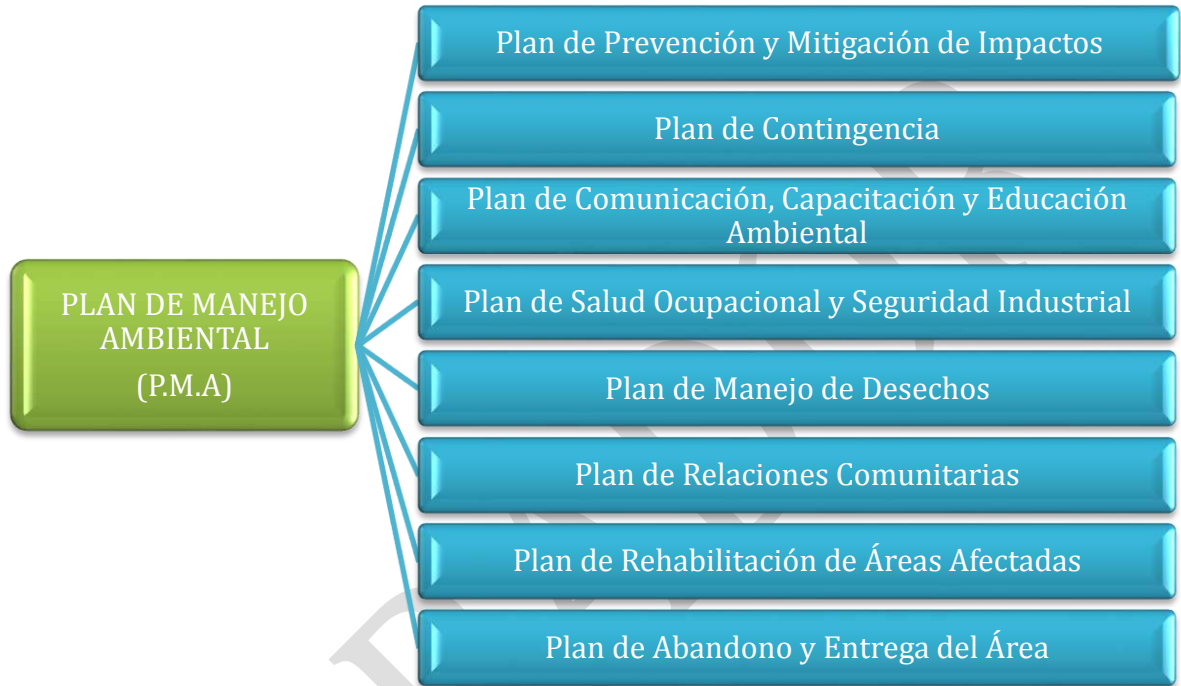 Plan de Prevención y Mitigación de Impactos
Plan de Contingencia
Plan de Comunicación, Capacitación y Educación
Ambiental
PLAN DE MANEJO
AMBIENTAL
(P.M.A)
Plan de Salud Ocupacional y Seguridad Industrial
Plan de Manejo de Desechos
Plan de Relaciones Comunitarias
Plan de Rehabilitación de Áreas Afectadas
Plan de Abandono y Entrega del Área